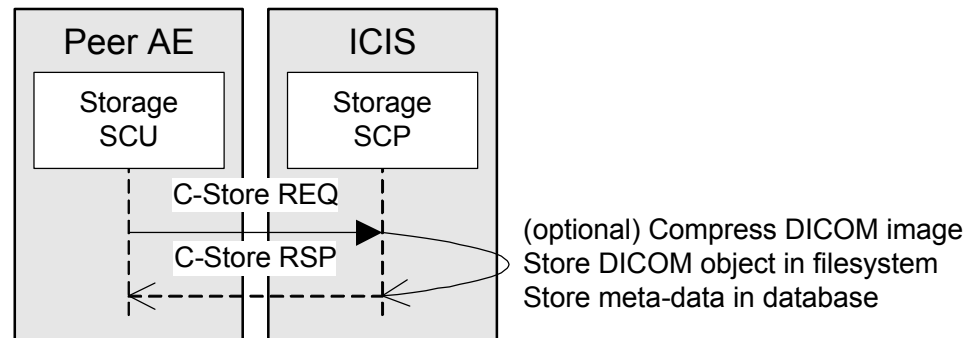 Peer AE
ICIS
Storage
SCU
Storage
SCP
C-Store REQ
C-Store RSP
(optional) Compress DICOM image
Store DICOM object in filesystem
Store meta-data in database